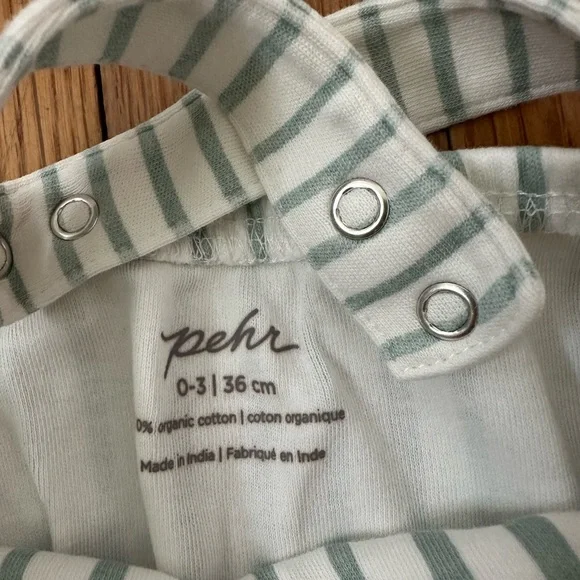 pehr
0-3 | 36 cm
0% organic cotton | coton organique
Made in India | Fabriqué en Inde